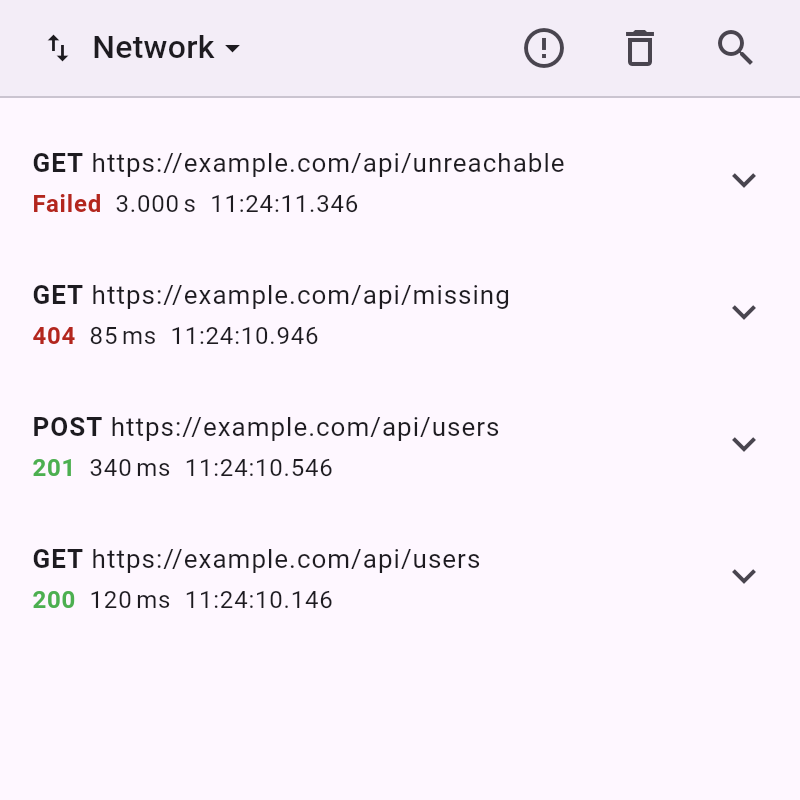 Network
GET https://example.com/api/unreachable
Failed 3.000 s 11:24:11.346
GET https://example.com/api/missing
404 85 ms 11:24:10.946
POST https://example.com/api/users
201 340 ms 11:24:10.546
GET https://example.com/api/users
200 120 ms 11:24:10.146